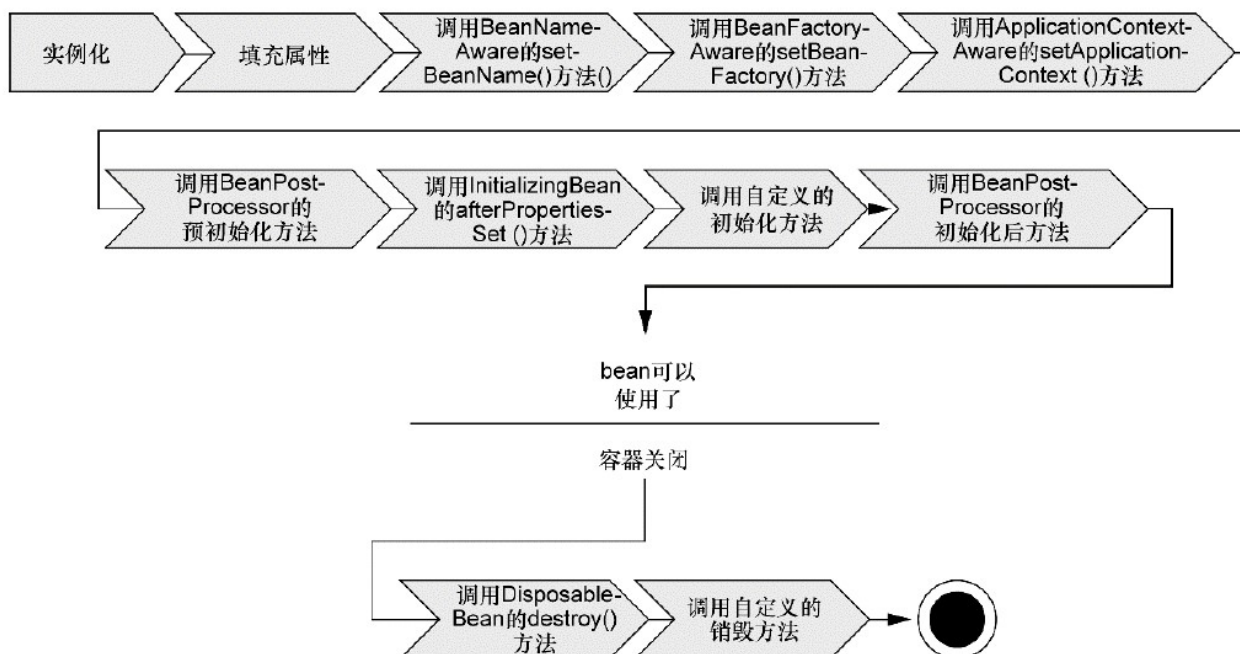 实例化
填充属性
调用BeanName-
Aware的set-
BeanName()方法()
调用BeanFactory-
Aware的setBean-
Factory()方法
调用ApplicationContext-
Aware的setApplication-
Context ()方法
调用BeanPost-
Processor的
预初始化方法
调用InitializingBean
的afterProperties-
Set ()方法
调用自定义的
初始化方法
调用BeanPost-
Processor的
初始化后方法
bean可以
使用了
容器关闭
调用Disposable-
Bean的destroy()
方法
调用自定义的
销毁方法